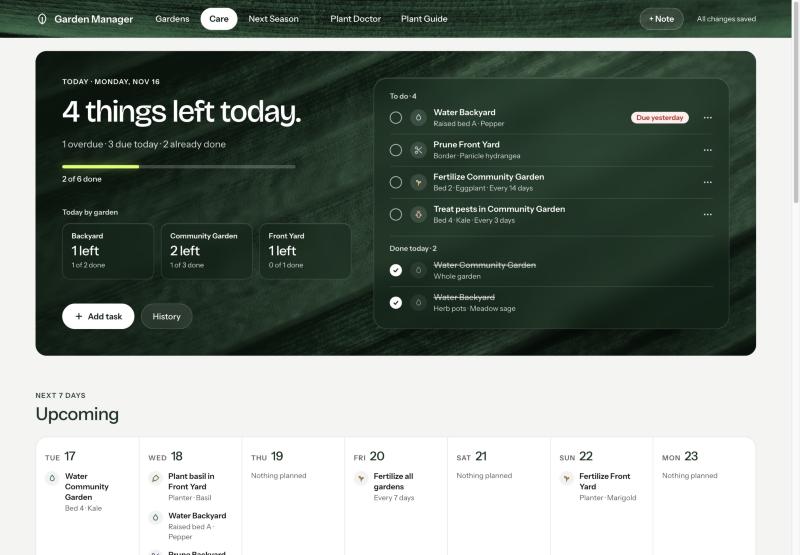 Garden Manager
Gardens
Care
Next Season
Plant Doctor
Plant Guide
+ Note
All changes saved
TODAY · MONDAY, NOV 16
4 things left today.
1 overdue · 3 due today · 2 already done
2 of 6 done
Today by garden
Backyard
1 left
1 of 2 done
Community Garden
2 left
1 of 3 done
Front Yard
1 left
0 of 1 done
+ Add task
History
To do · 4
Water Backyard
Raised bed A · Pepper
Due yesterday
Prune Front Yard
Border · Panicle hydrangea
Fertilize Community Garden
Bed 2 · Eggplant · Every 14 days
Treat pests in Community Garden
Bed 4 · Kale · Every 3 days
Done today · 2
Water Community Garden
Whole garden
Water Backyard
Herb pots · Meadow sage
NEXT 7 DAYS
Upcoming
TUE 17
Water
Community
Garden
Bed 4 · Kale
WED 18
Plant basil in
Front Yard
Planter · Basil
Water Backyard
Raised bed A ·
Pepper
Prune Backyard
THU 19
Nothing planned
FRI 20
Fertilize all
gardens
Every 7 days
SAT 21
Nothing planned
SUN 22
Fertilize Front
Yard
Planter · Marigold
MON 23
Nothing planned